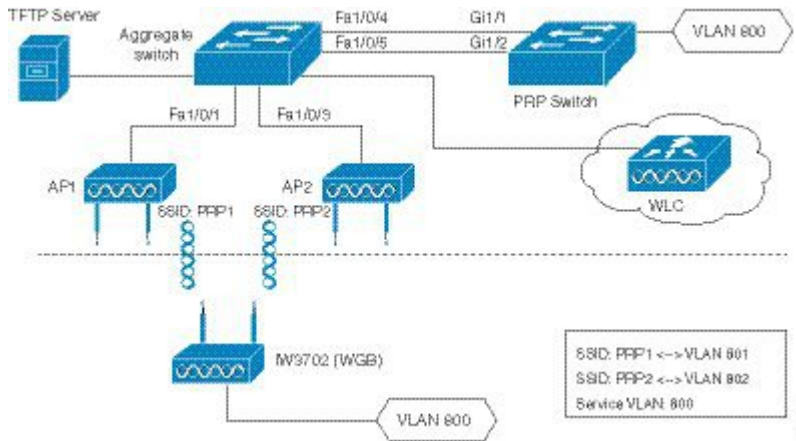 TFTP Server
Aggregate
switch
Fa1/0/4
Gi1/1
Fa1/0/5
Gi1/2
VLAN 800
PRP Switch
Fa1/0/1
Fa1/0/3
AP1
SSID: PRP1
SSID: PRP2
AP2
WLC
IW3702 (WGB)
VLAN 800
SSID: PRP1 <--> VLAN 801
SSID: PRP2 <--> VLAN 802
Service VLAN: 800